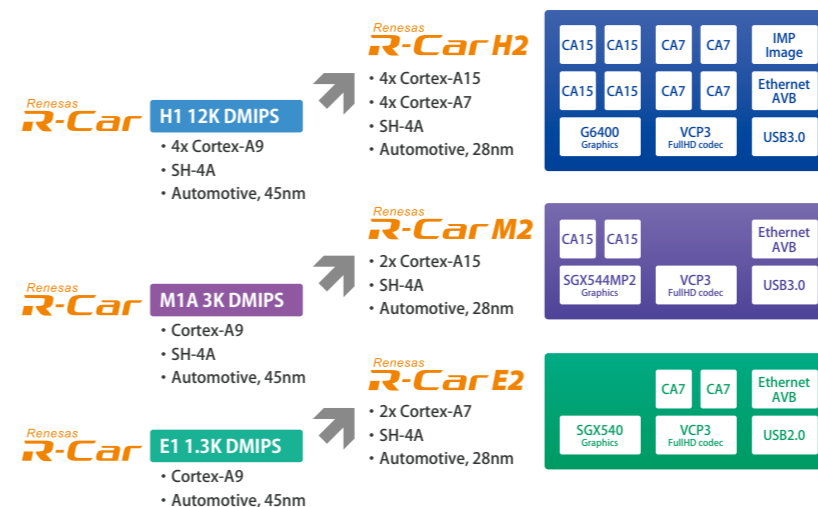 Renesas
R-Car H2
・4x Cortex-A15
・4x Cortex-A7
・SH-4A
・Automotive, 28nm
CA15 CA15 CA7 CA7 IMP
Image
CA15 CA15 CA7 CA7 Ethernet
AVB
G6400
Graphics
VCP3
FullHD codec
USB3.0
Renesas
R-Car H1 12K DMIPS
・4x Cortex-A9
・SH-4A
・Automotive, 45nm
Renesas
R-Car M2
・2x Cortex-A15
・SH-4A
・Automotive, 28nm
CA15 CA15 Ethernet
AVB
SGX544MP2
Graphics
VCP3
FullHD codec
USB3.0
Renesas
R-Car M1A 3K DMIPS
・Cortex-A9
・SH-4A
・Automotive, 45nm
Renesas
R-Car E2
・2x Cortex-A7
・SH-4A
・Automotive, 28nm
CA7 CA7 Ethernet
AVB
SGX540
Graphics
VCP3
FullHD codec
USB2.0
Renesas
R-Car E1 1.3K DMIPS
・Cortex-A9
・Automotive, 45nm